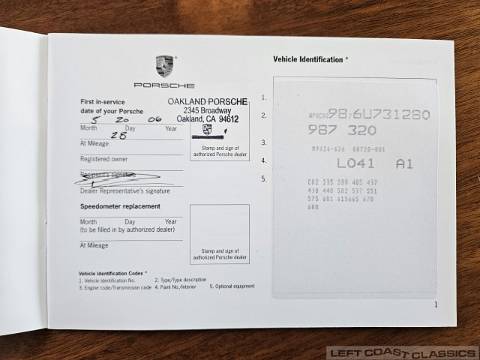 PORSCHE
First in-service
date of your Porsche
5 20 06
Month Day Year
28
At Mileage
Registered owner
Dealer Representative's signature
Speedometer replacement
Month Day Year
(to be filled in by authorized dealer)
At Mileage
OAKLAND PORSCHE
2345 Broadway
Oakland, CA 94612
Stamp and sign of
authorized Porsche dealer
Stamp and sign of
authorized Porsche dealer
Vehicle Identification Codes *
1. Vehicle identification No. 2. Type/Type description
3. Engine code/Transmission code 4. Paint No./Interior 5. Optional equipment
Vehicle Identification *
1.
2.
3.
4.
5.
987 320
L041 A1
1
LEFT COAST CLASSICS